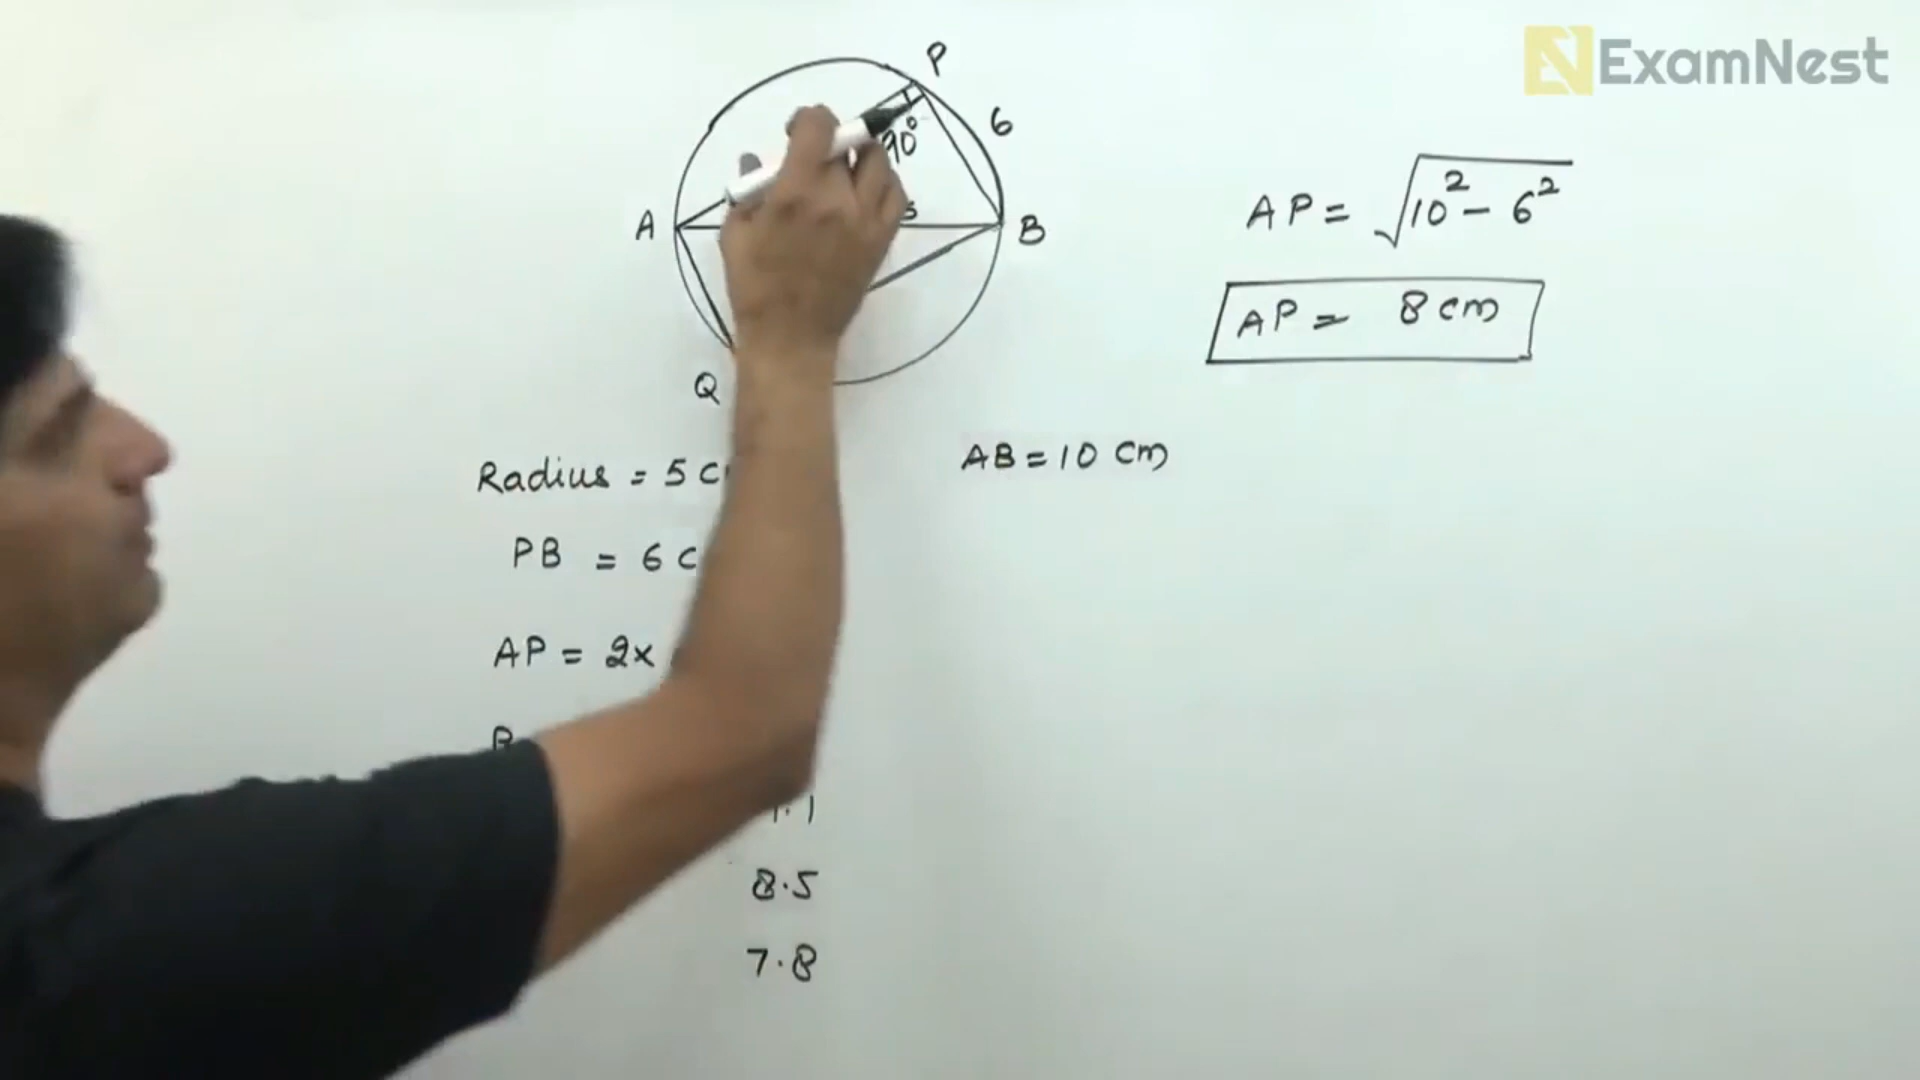 ExamNest
P
6
90°
A
B
Q
AP = √10² - 6²
AP = 8 cm
Radius = 5 c
AB = 10 cm
PB = 6 c
AP = 2x
8.5
7.8